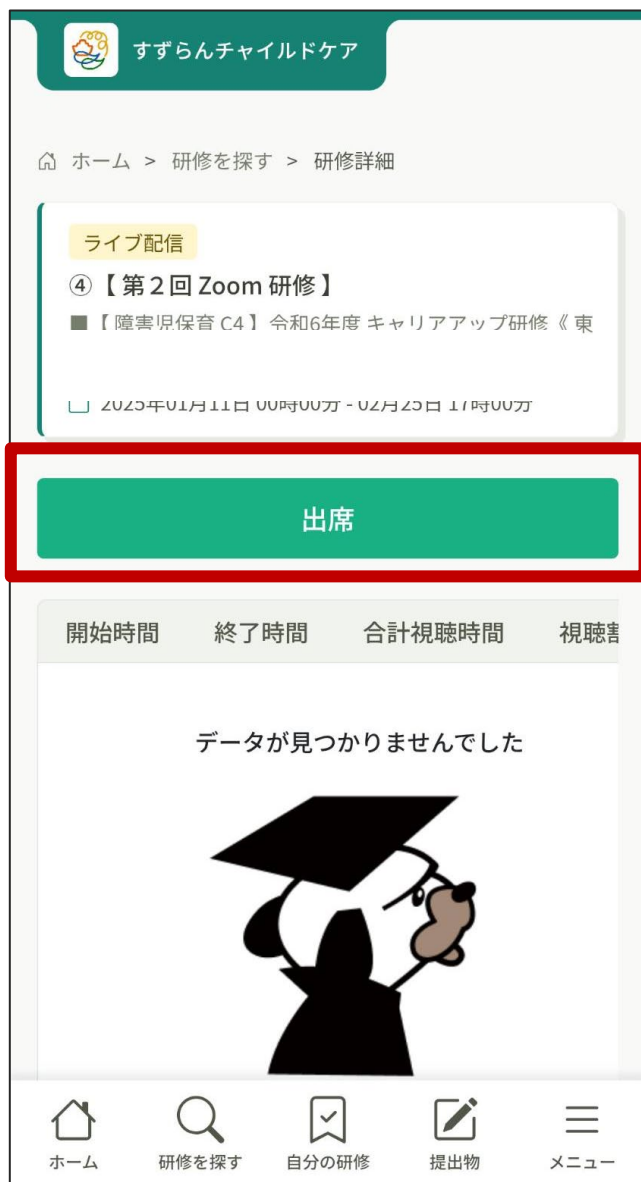 すずらんチャイルドケア
ホーム > 研修を探す > 研修詳細
ライブ配信
④【 第２回 Zoom 研修 】
■【 障害児保育 C4 】令和6年度 キャリアアップ研修《 東
2025年01月11日 00時00分 - 02月25日 17時00分
出席
開始時間 終了時間 合計視聴時間 視聴割
データが見つかりませんでした
ホーム 研修を探す 自分の研修 提出物 メニュー